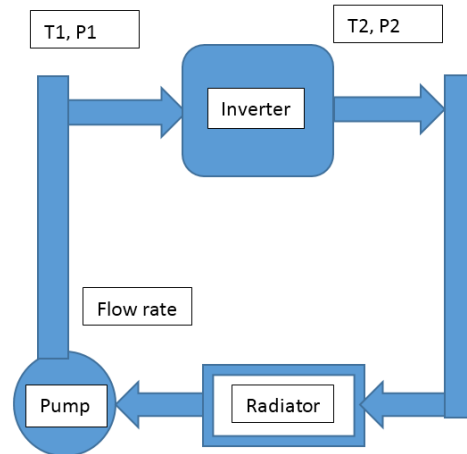 T1, P1
T2, P2
Inverter
Flow rate
Pump
Radiator